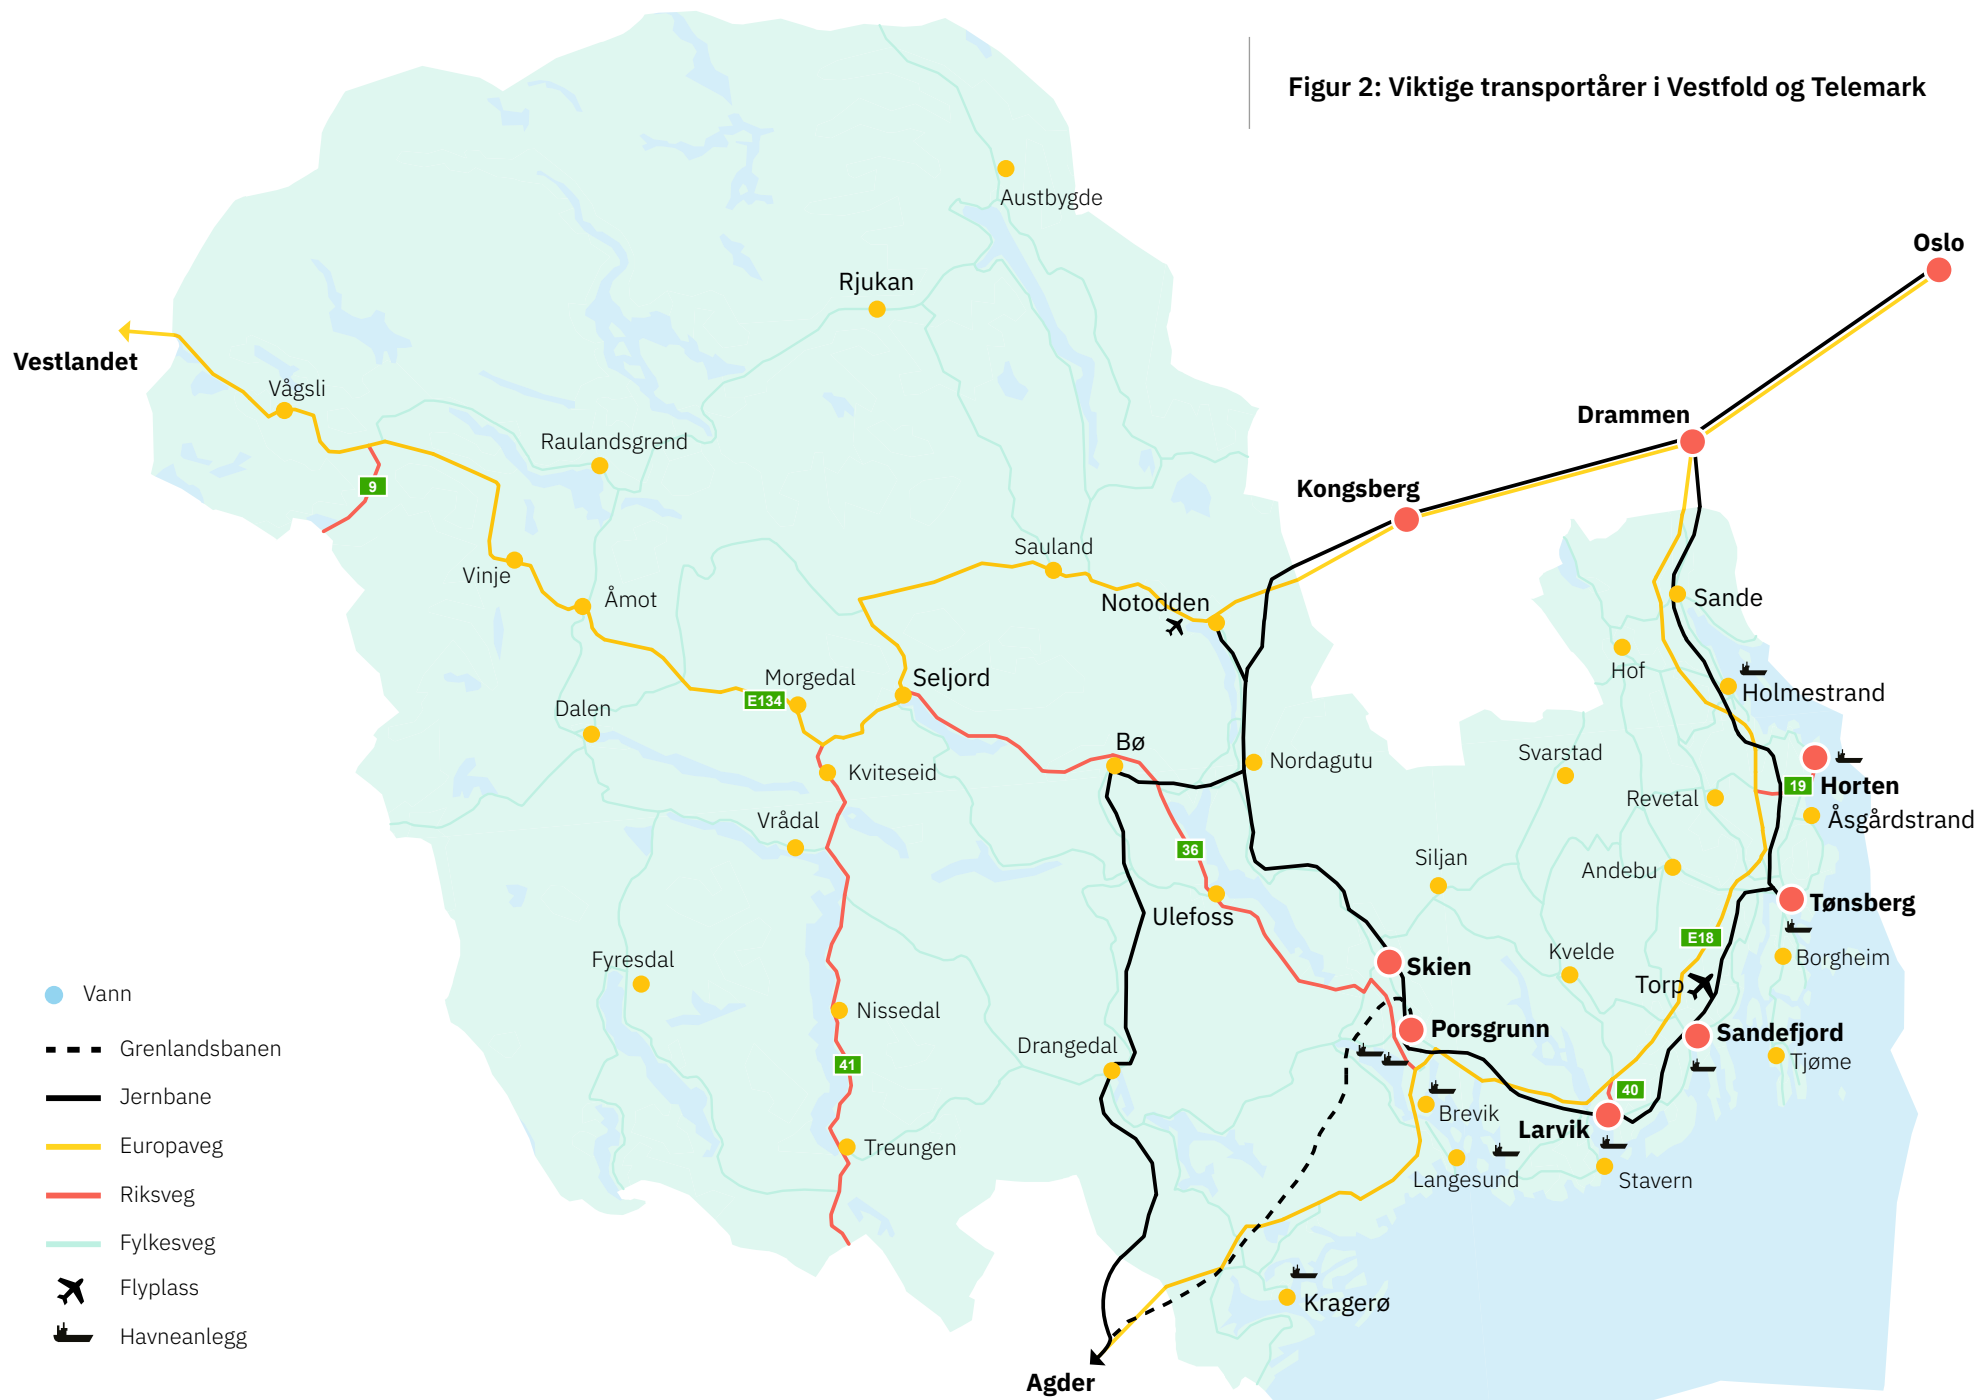 Figur 2: Viktige transportårer i Vestfold og Telemark
Austbygde
Oslo
Rjukan
Vestlandet
Vågsli
Drammen
Raulandsgrend
Kongsberg
9
Sauland
Vinje
Åmot
Notodden
Sande
Hof
Morgedal
Seljord
E134
Holmestrand
Dalen
Bø
Svarstad
Nordagutu
Kviteseid
19
Horten
Revetal
Åsgårdstrand
Vrådal
36
Siljan
Andebu
Ulefoss
Tønsberg
E18
Fyresdal
Kvelde
Borgheim
Skien
Torp
Vann
Nissedal
Porsgrunn
Sandefjord
Drangedal
Grenlandsbanen
Tjøme
41
40
Jernbane
Brevik
Larvik
Europaveg
Treungen
Langesund
Stavern
Riksveg
Fylkesveg
Flyplass
Kragerø
Havneanlegg
Agder